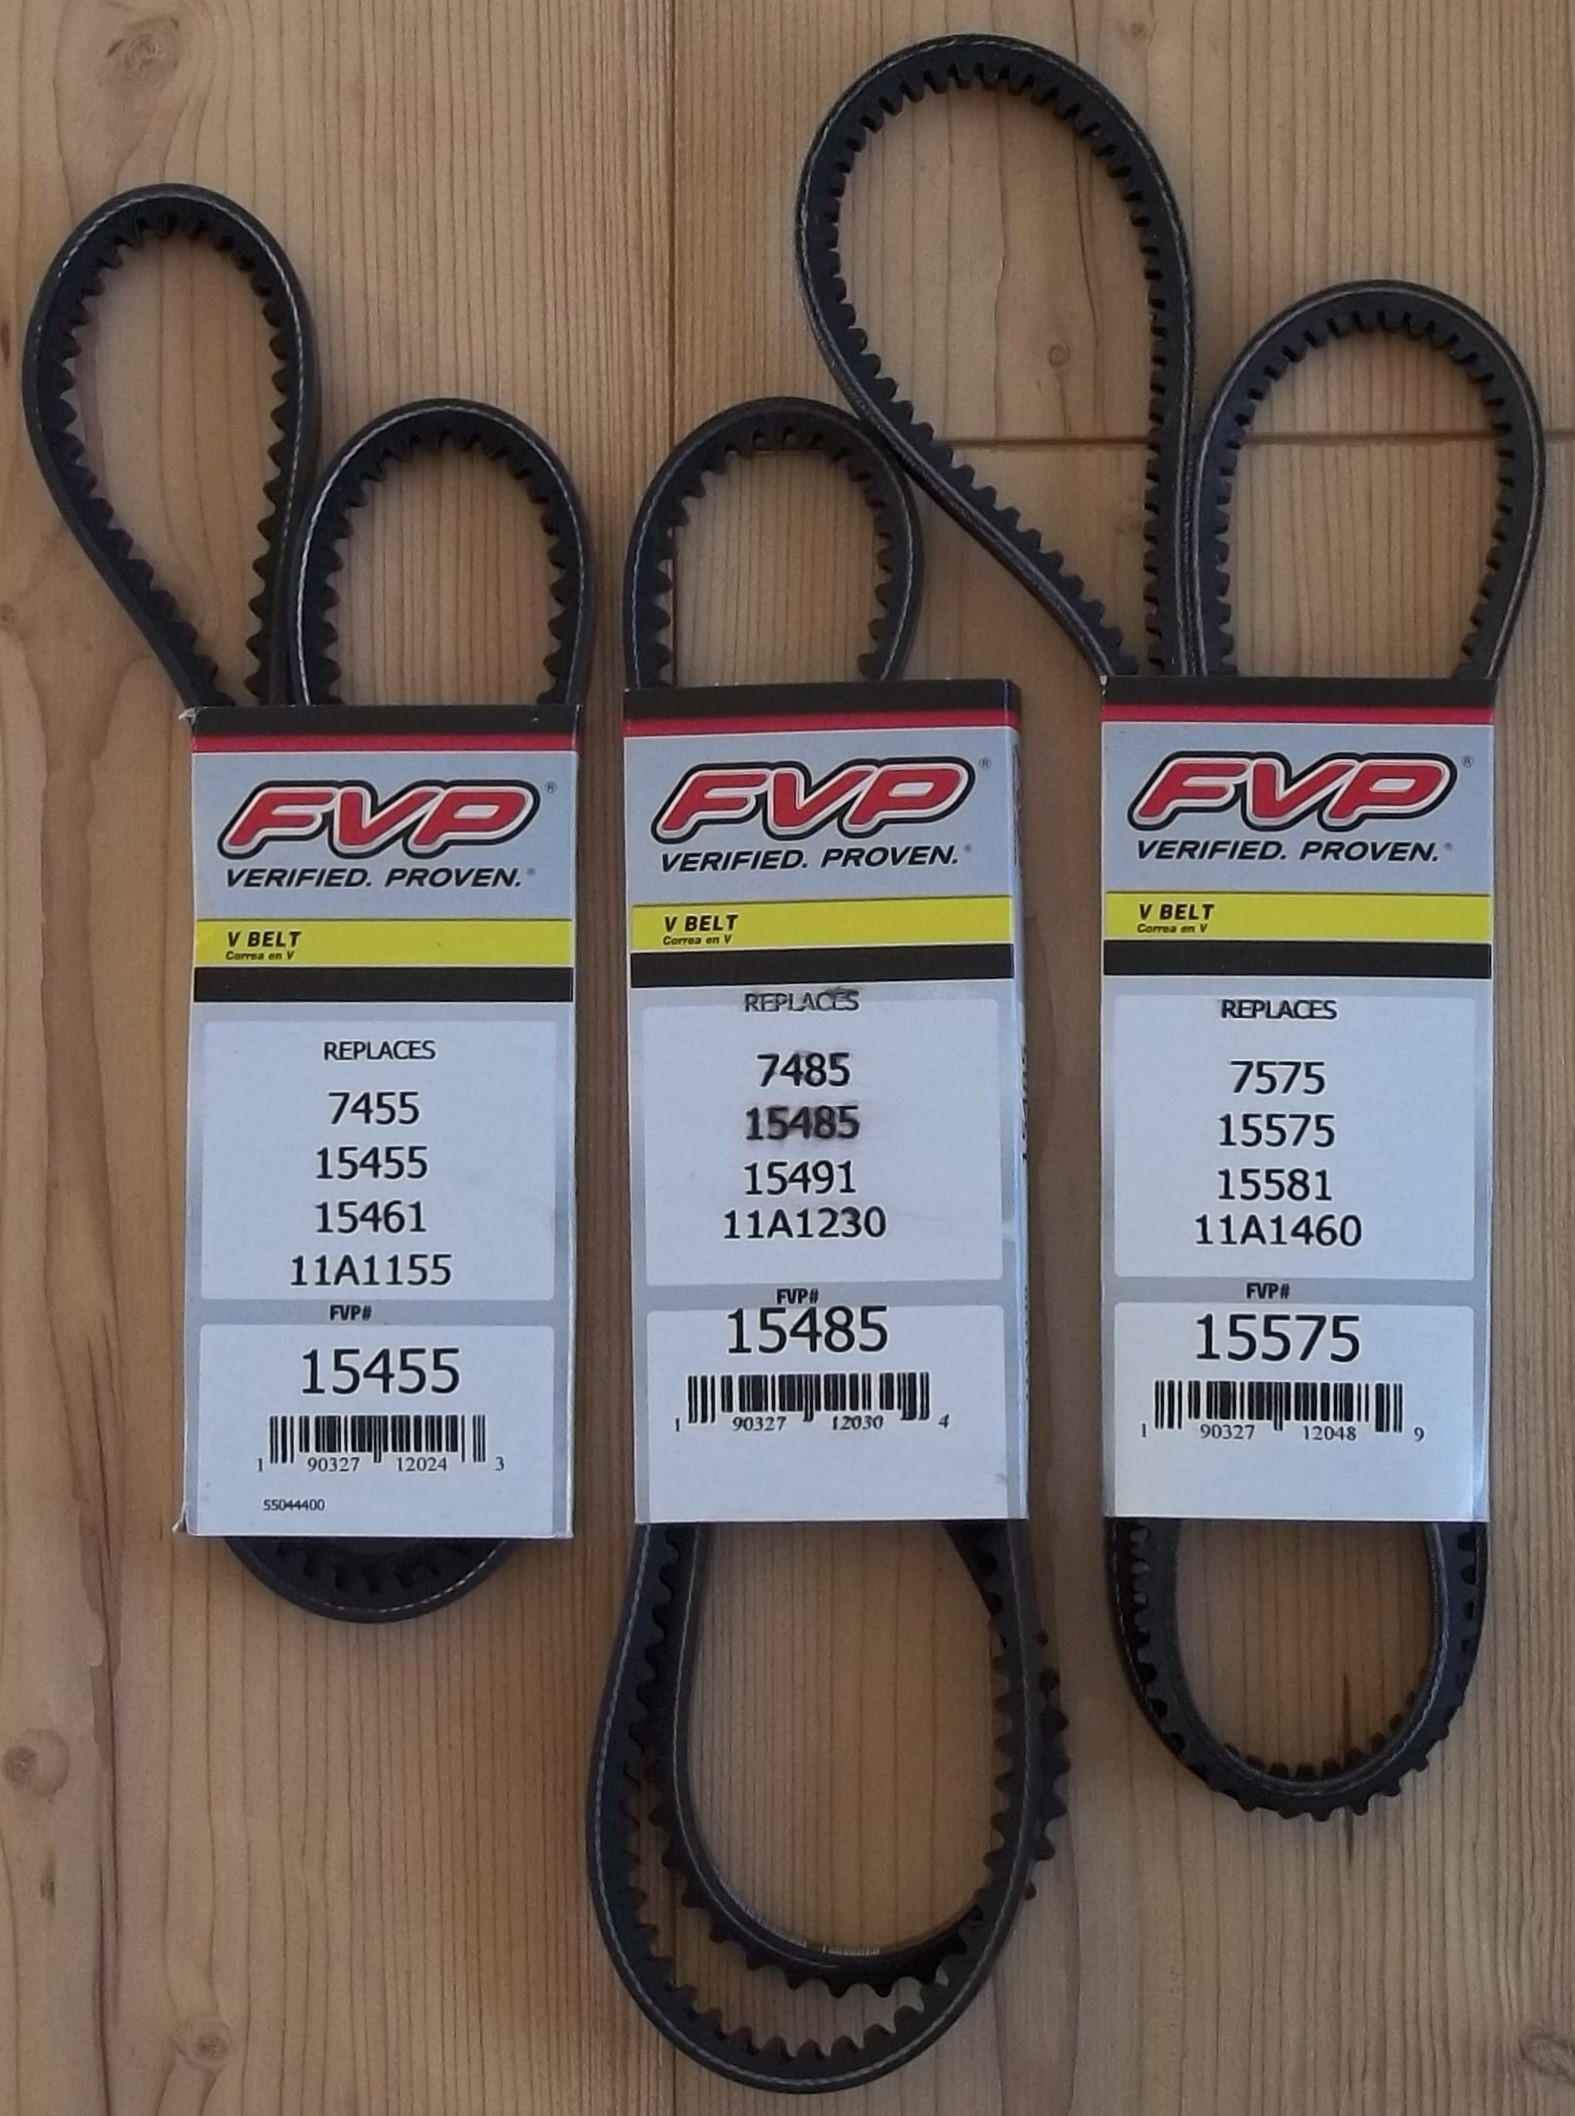 FVP®
VERIFIED. PROVEN.®
V BELT
Correa en V
REPLACES
7455
15455
15461
11A1155
FVP#
15455
1 90327 12024 3
55044400
FVP®
VERIFIED. PROVEN.®
V BELT
Correa en V
REPLACES
7485
15485
15491
11A1230
FVP#
15485
1 90327 12030 4
FVP®
VERIFIED. PROVEN.®
V BELT
Correa en V
REPLACES
7575
15575
15581
11A1460
FVP#
15575
1 90327 12048 9